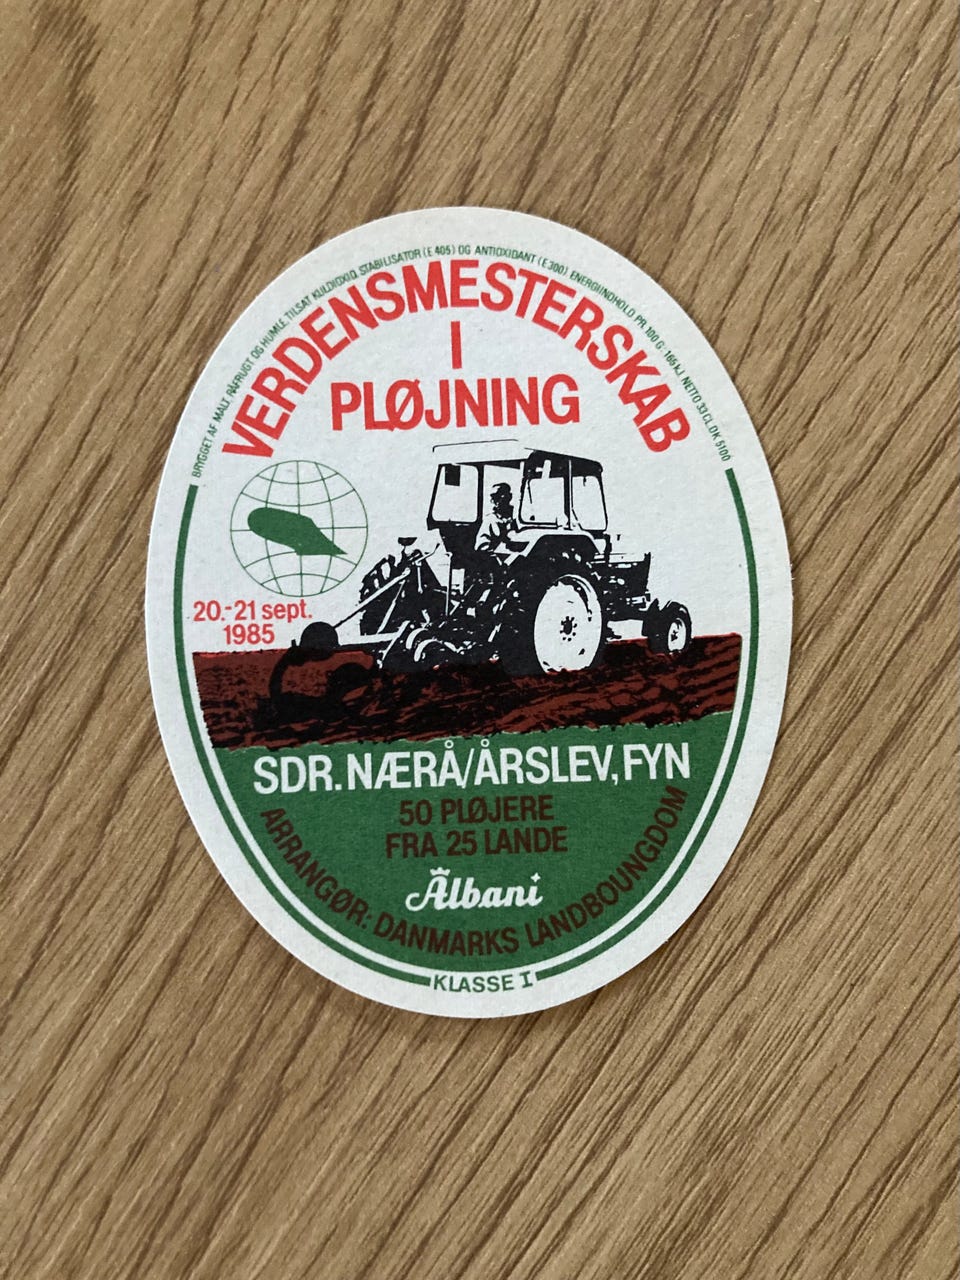 BRYGGET AF MALT, RÅFRUGT OG HUMLE TILSAT KULDIOXID, STABILISATOR (E 405) OG ANTIOXIDANT (E 300). ENERGIINDHOLD PR. 100 G: 165 kJ NETTO 33 CL. DK 5100
VERDENSMESTERSKAB
I
PLØJNING
20.-21 sept.
1985
SDR. NÆRÅ/ÅRSLEV, FYN
50 PLØJERE
FRA 25 LANDE
Albani
ARRANGØR: DANMARKS LANDBOUNGDOM
KLASSE I